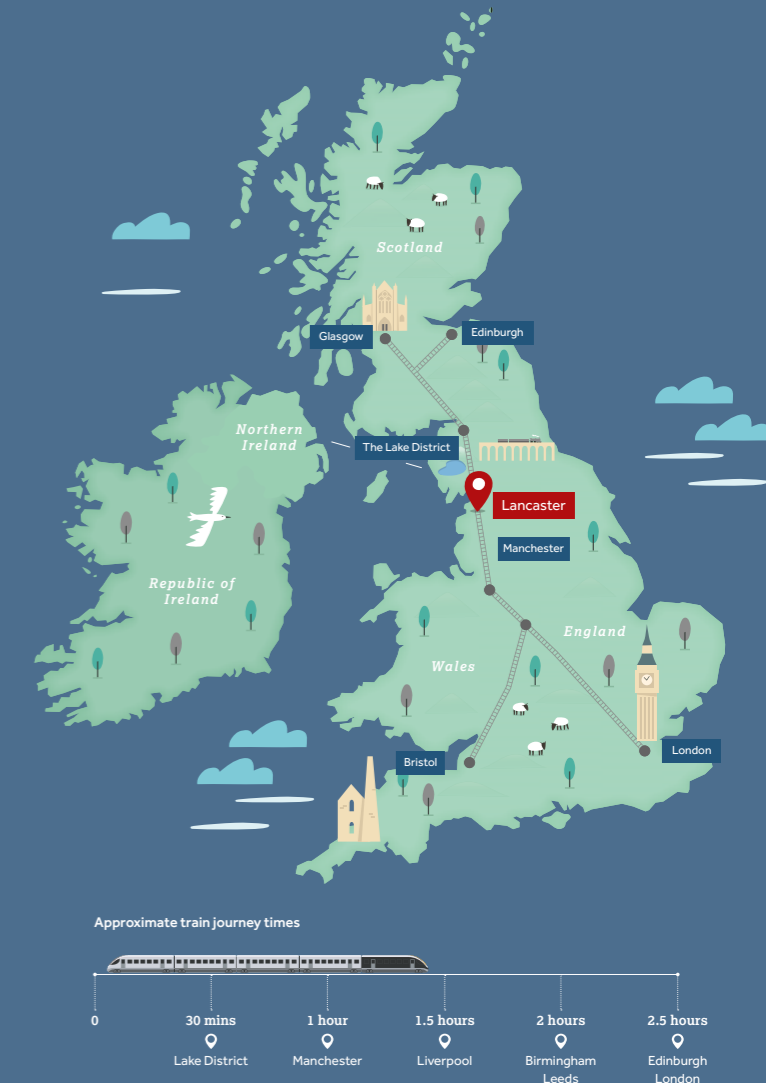 Scotland
Glasgow
Edinburgh
Northern
Ireland
The Lake District
Lancaster
Manchester
Republic of
Ireland
England
Wales
London
Bristol
Approximate train journey times
0
30 mins
1 hour
1.5 hours
2 hours
2.5 hours
Lake District
Manchester
Liverpool
Birmingham
Edinburgh
Leeds
London